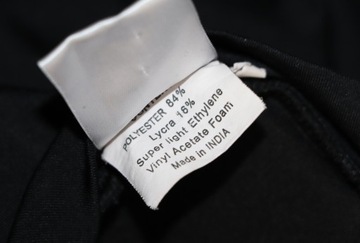 POLYESTER 84%
Lycra 16%
Super light Ethylene
Vinyl Acetate Foam
Made in INDIA